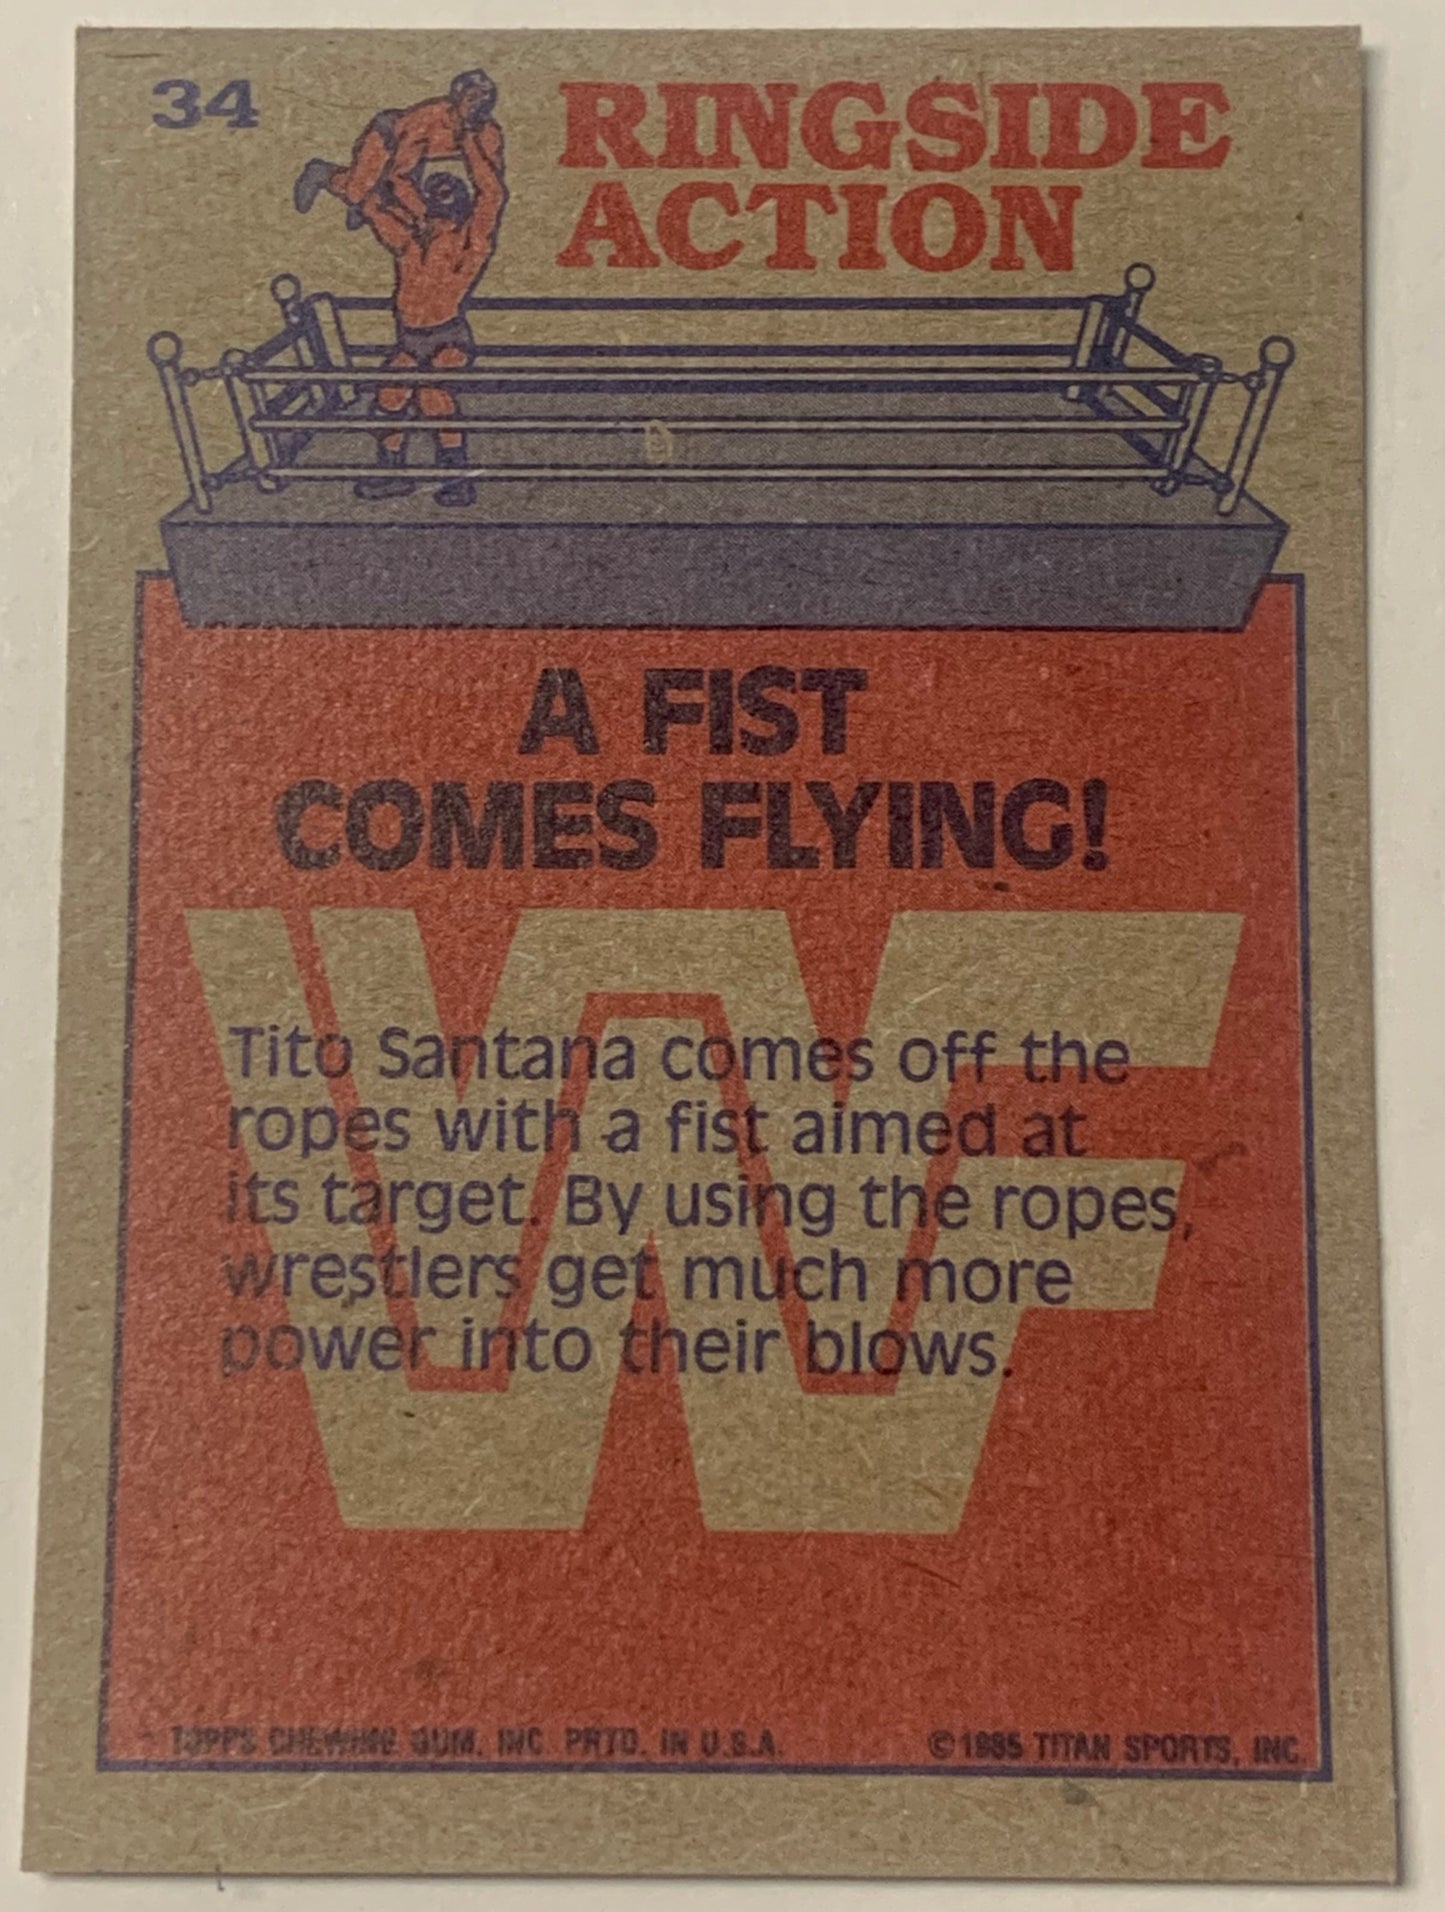 34
RINGSIDE
ACTION
A FIST
COMES FLYING!
WF
Tito Santana comes off the
ropes with a fist aimed at
its target. By using the ropes,
wrestlers get much more
power into their blows.
TOPPS CHEWING GUM, INC. PRTD. IN U.S.A.
© 1985 TITAN SPORTS, INC.